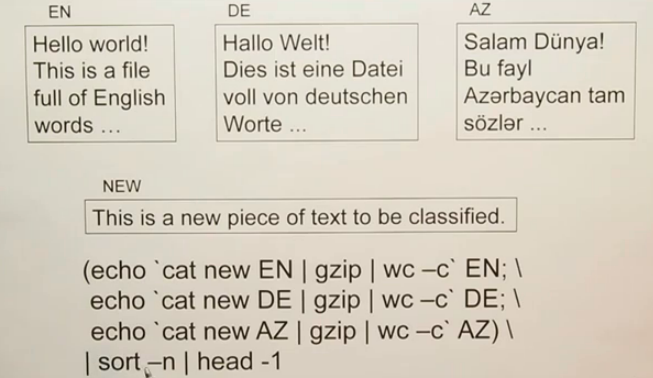 EN DE AZ
Hello world! Hallo Welt! Salam Dünya!
This is a file Dies ist eine Datei Bu fayl
full of English voll von deutschen Azərbaycan tam
words ... Worte ... sözlər ...
NEW
This is a new piece of text to be classified.
(echo `cat new EN | gzip | wc –c` EN; \
echo `cat new DE | gzip | wc –c` DE; \
echo `cat new AZ | gzip | wc –c` AZ) \
| sort –n | head -1